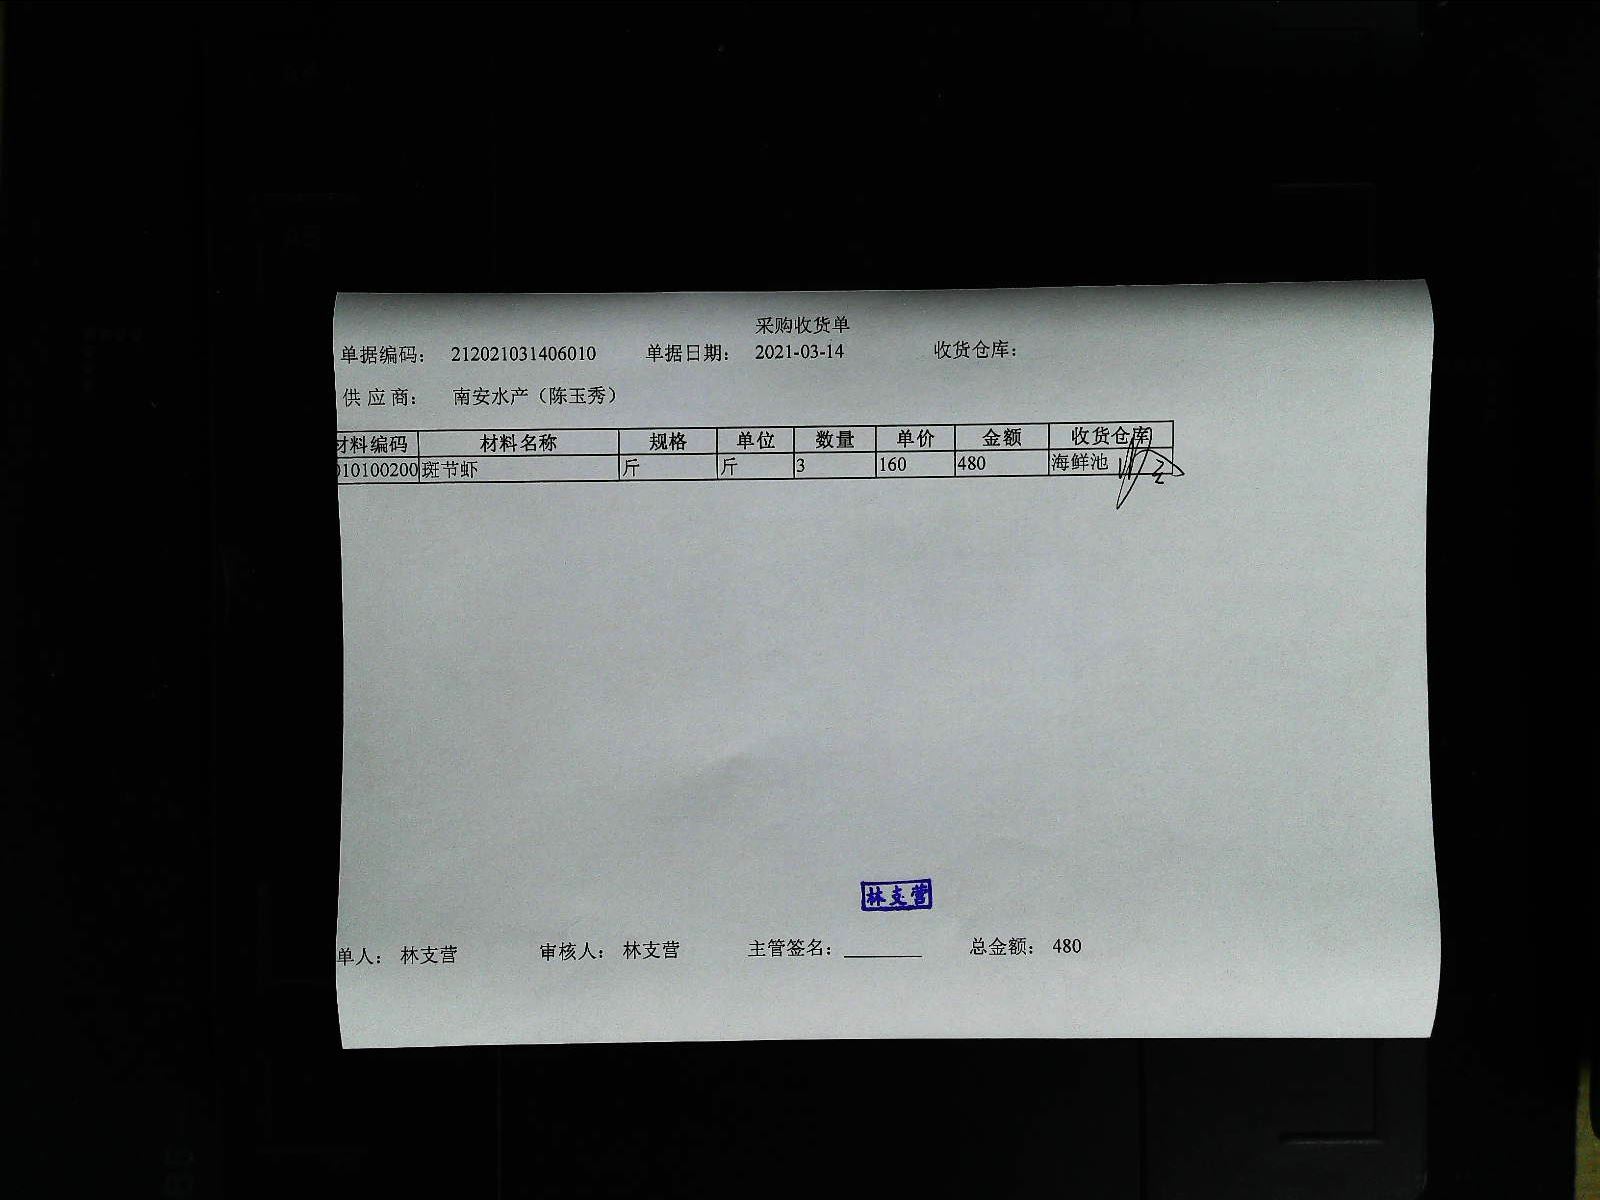 采购收货单
单据编码： 212021031406010 单据日期： 2021-03-14 收货仓库：
供应商： 南安水产（陈玉秀）
材料编码 材料名称 规格 单位 数量 单价 金额 收货仓库
010100200 斑节虾 斤 斤 3 160 480 海鲜池
林支营
单人： 林支营 审核人： 林支营 主管签名： 总金额： 480